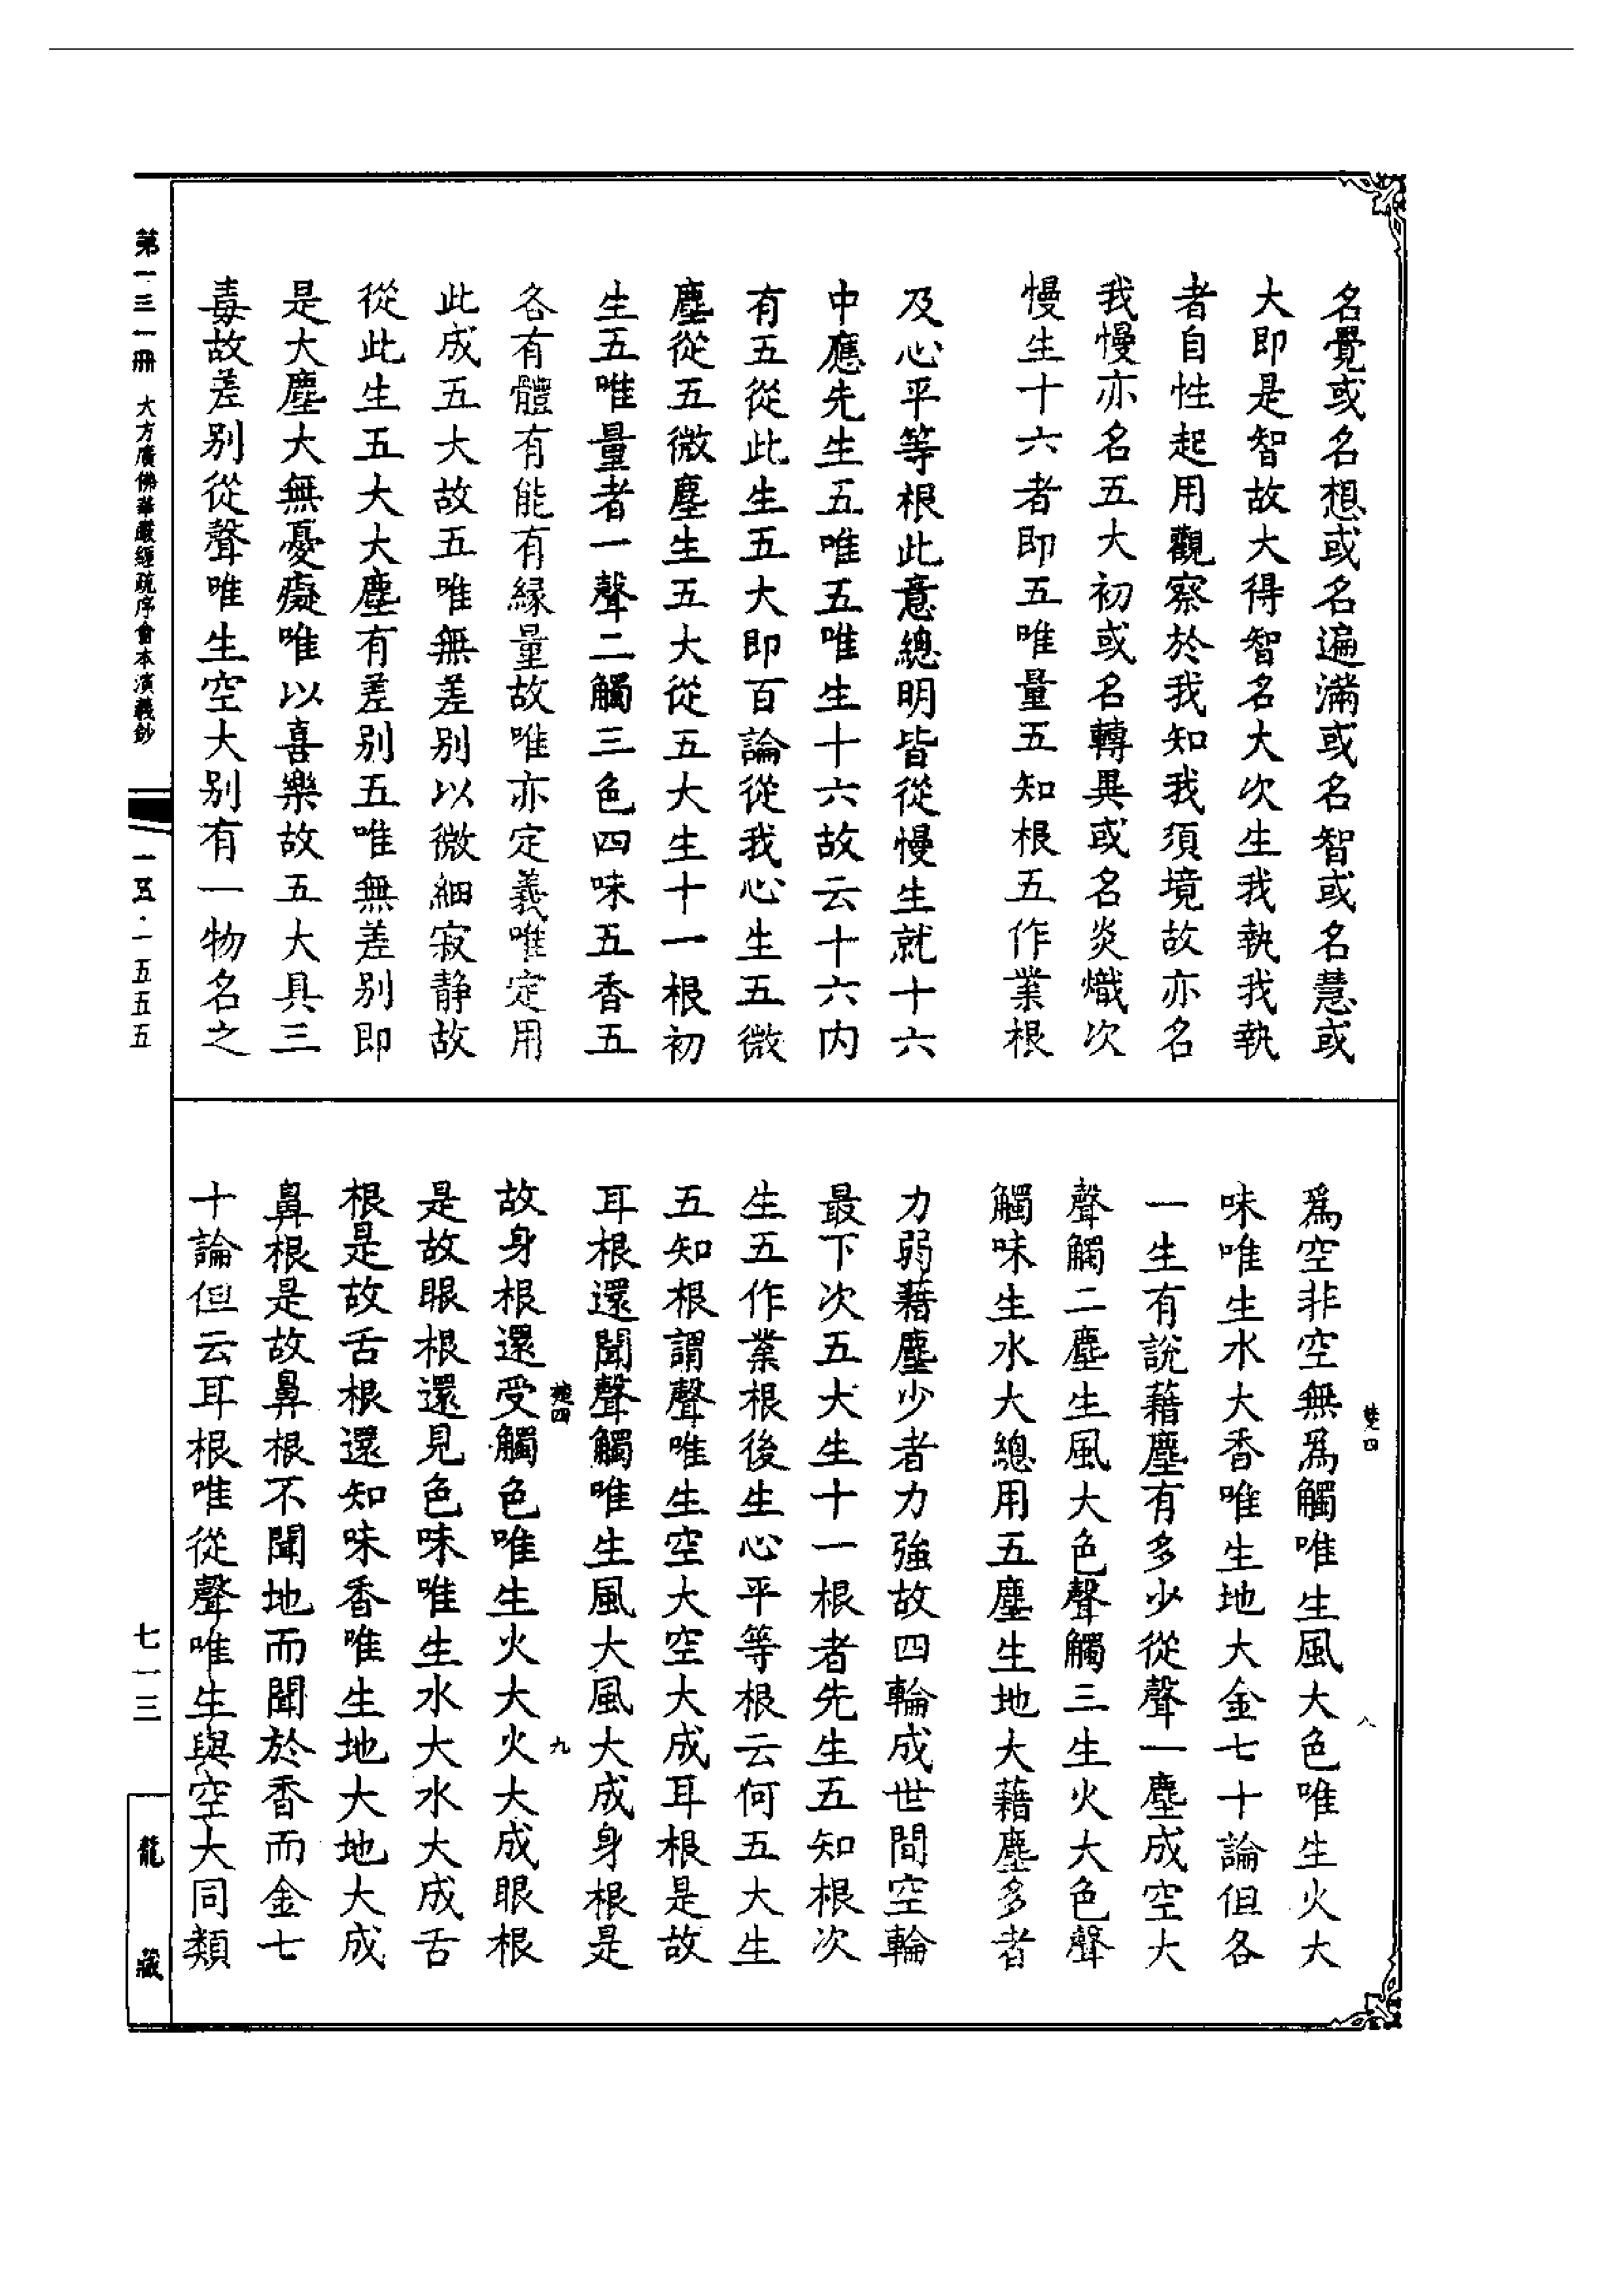 名覺或名想或名遍滿或名智或名慧或
大即是智故大得智名大次生我執我執
者自性起用觀察於我知我須境故亦名
我慢亦名五大初或名轉異或名炎熾次
慢生十六者即五唯量五知根五作業根
及心平等根此意總明皆從慢生就十六
中應先生五唯五唯生十六故云十六内
有五從此生五大即百論從我心生五微
塵從五微塵生五大從五大生十一根初
生五唯量者一聲二觸三色四味五香五
各有體有能有緣量故唯亦定義唯定用
此成五大故五唯無差别以微細寂静故
從此生五大大塵有差别五唯無差别即
是大塵大無憂癡唯以喜樂故五大具三
毒故差别從聲唯生空大别有一物名之
爲空非空無爲觸唯生風大色唯生火大
味唯生水大香唯生地大金七十論但各
一生有說藉塵有多少從聲一塵成空大
聲觸二塵生風大色聲觸三生火大色聲
觸味生水大總用五塵生地大藉塵多者
力弱藉塵少者力強故四輪成世間空輪
最下次五大生十一根者先生五知根次
生五作業根後生心平等根云何五大生
五知根謂聲唯生空大空大成耳根是故
耳根還聞聲觸唯生風大風大成身根是
故身根還受觸色唯生火大火大成眼根
是故眼根還見色味唯生水大水大成舌
根是故舌根還知味香唯生地大地大成
鼻根是故鼻根不聞地而聞於香而金七
十論但云耳根唯從聲唯生與空大同類
第一三一冊 大方廣佛華嚴經疏序會本演義鈔
一五·一五五五
七一三
龍藏
楚四
八
楚四
九